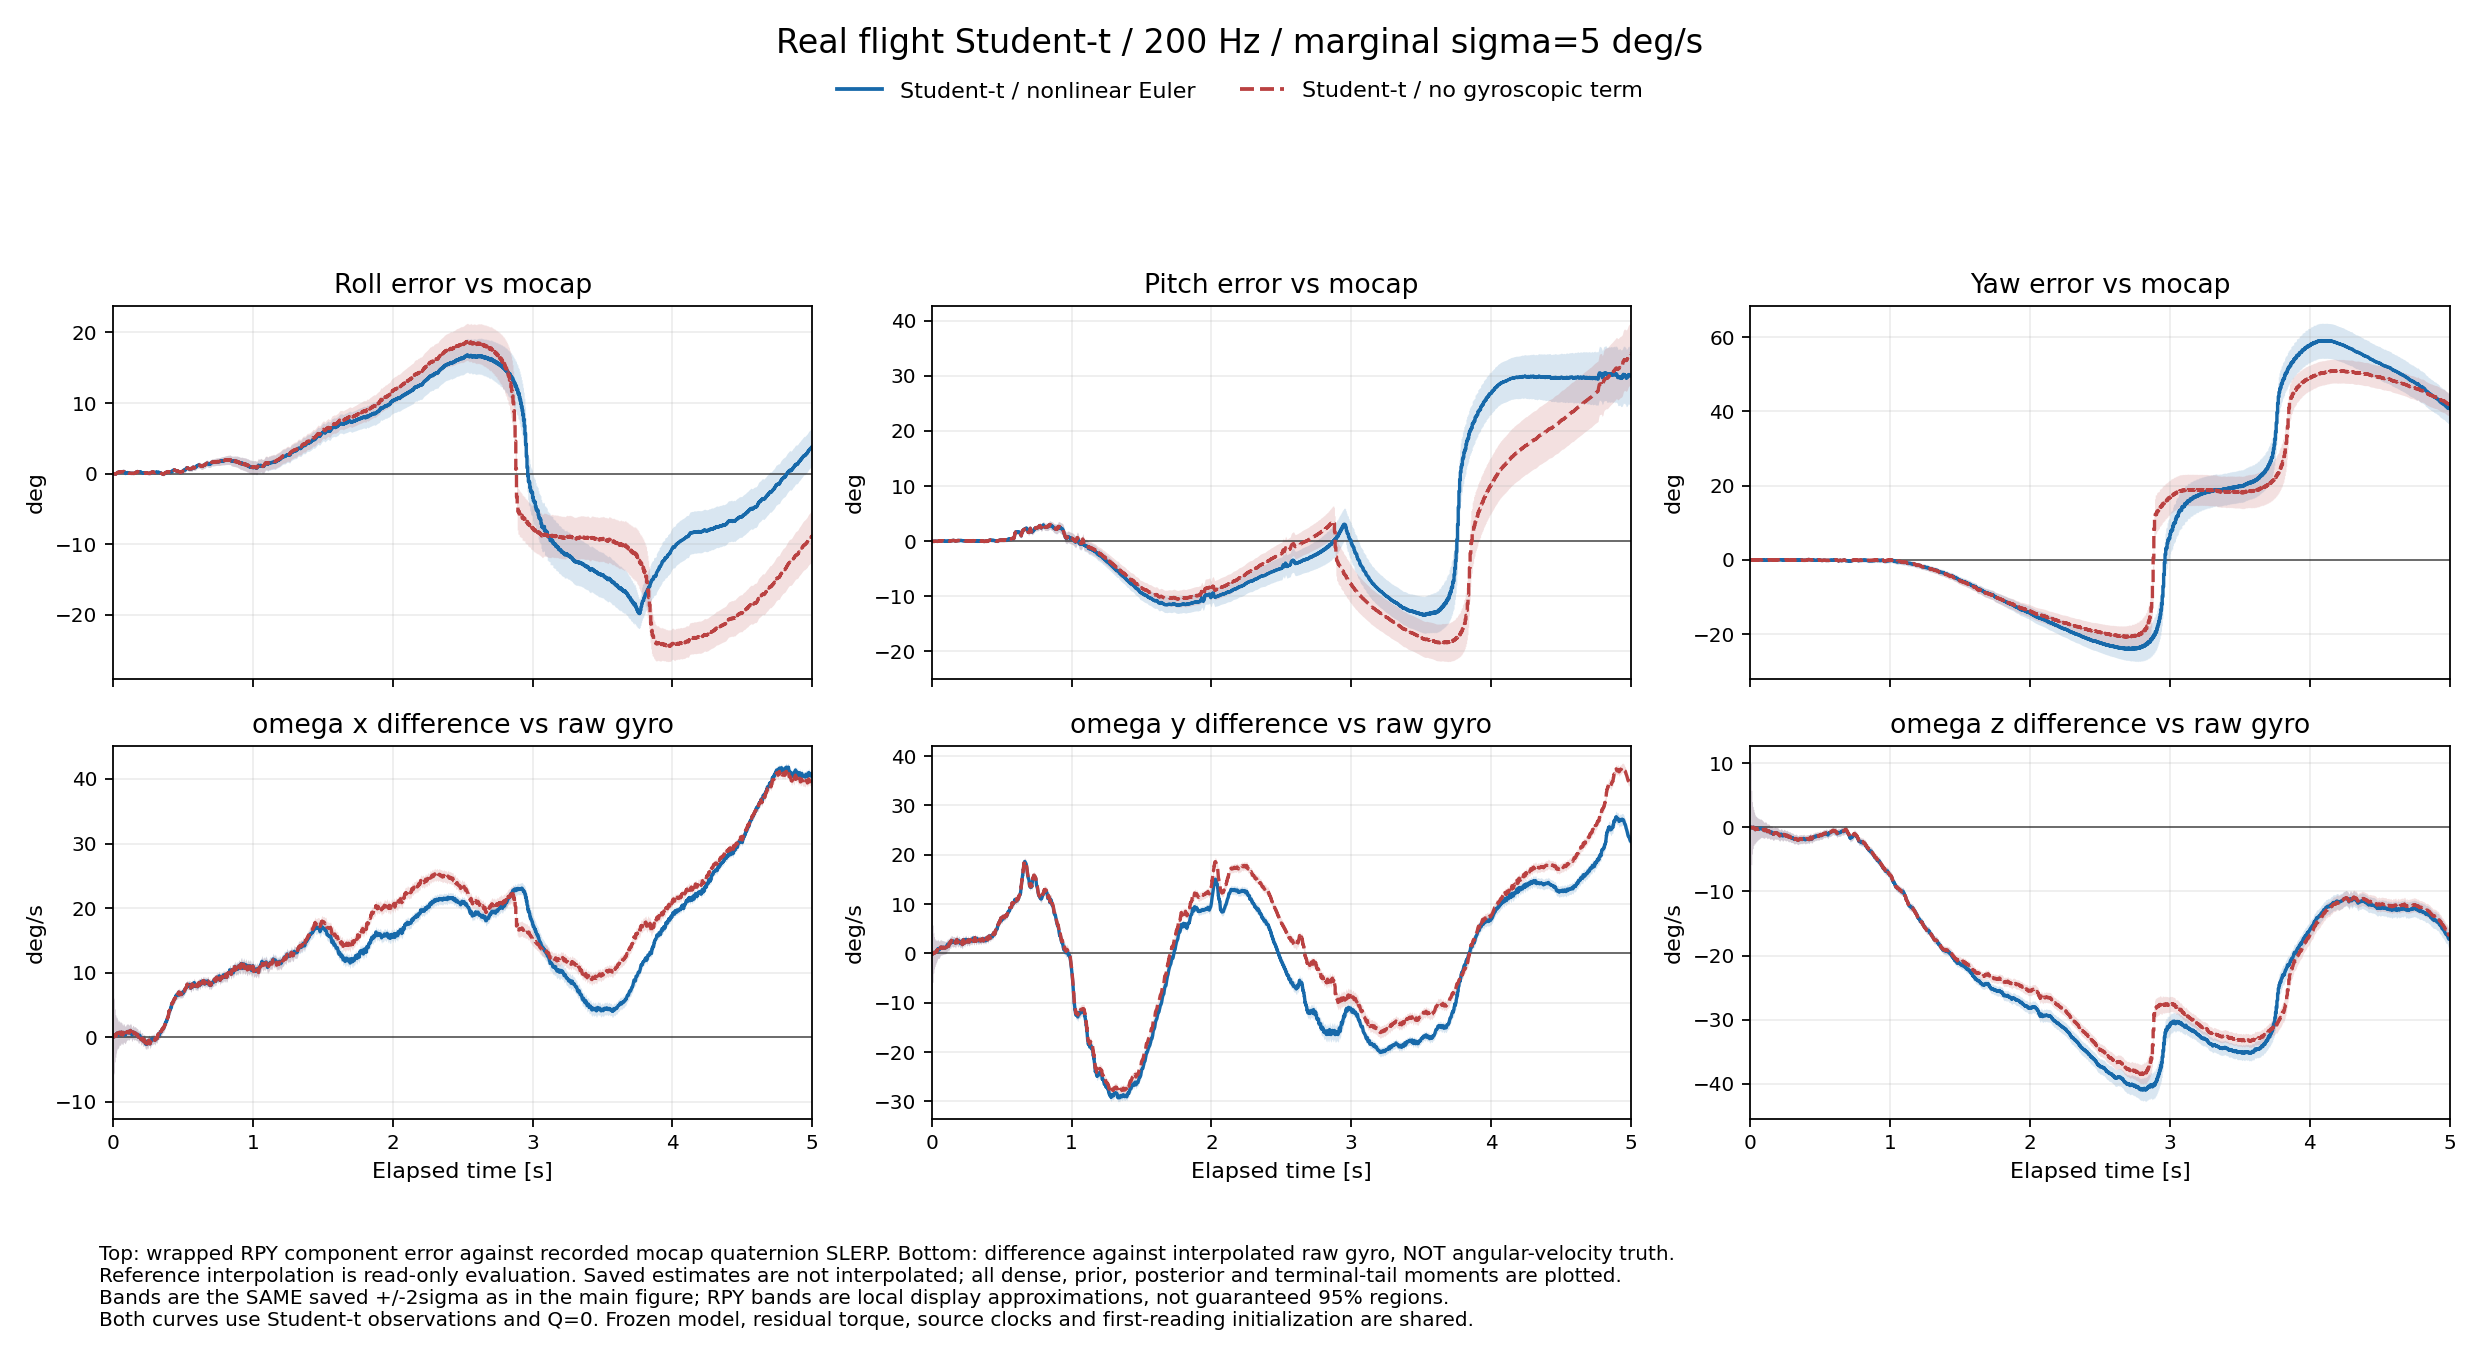 Real flight Student-t / 200 Hz / marginal sigma=5 deg/s
Student-t / nonlinear Euler
Student-t / no gyroscopic term
Roll error vs mocap
deg
20
10
0
−10
−20
Pitch error vs mocap
deg
40
30
20
10
0
−10
−20
Yaw error vs mocap
deg
60
40
20
0
−20
omega x difference vs raw gyro
deg/s
40
30
20
10
0
−10
0 1 2 3 4 5
Elapsed time [s]
omega y difference vs raw gyro
deg/s
40
30
20
10
0
−10
−20
−30
0 1 2 3 4 5
Elapsed time [s]
omega z difference vs raw gyro
deg/s
10
0
−10
−20
−30
−40
0 1 2 3 4 5
Elapsed time [s]
Top: wrapped RPY component error against recorded mocap quaternion SLERP. Bottom: difference against interpolated raw gyro, NOT angular-velocity truth.
Reference interpolation is read-only evaluation. Saved estimates are not interpolated; all dense, prior, posterior and terminal-tail moments are plotted.
Bands are the SAME saved +/-2sigma as in the main figure; RPY bands are local display approximations, not guaranteed 95% regions.
Both curves use Student-t observations and Q=0. Frozen model, residual torque, source clocks and first-reading initialization are shared.